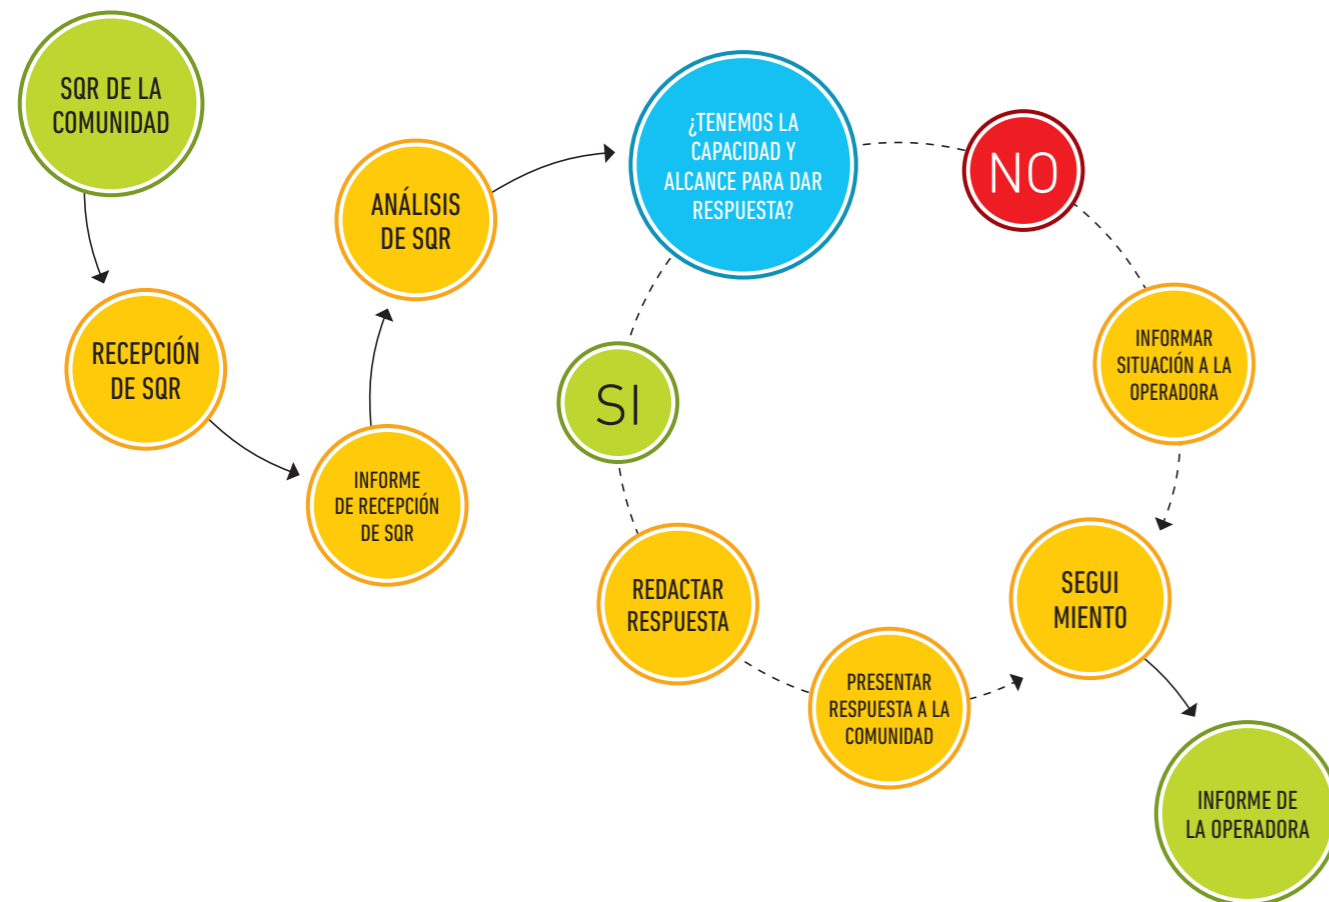 SQR DE LA
COMUNIDAD
RECEPCIÓN
DE SQR
INFORME
DE RECEPCIÓN
DE SQR
ANÁLISIS
DE SQR
¿TENEMOS LA
CAPACIDAD Y
ALCANCE PARA DAR
RESPUESTA?
NO
INFORMAR
SITUACIÓN A LA
OPERADORA
SI
REDACTAR
RESPUESTA
PRESENTAR
RESPUESTA A LA
COMUNIDAD
SEGUI
MIENTO
INFORME DE
LA OPERADORA